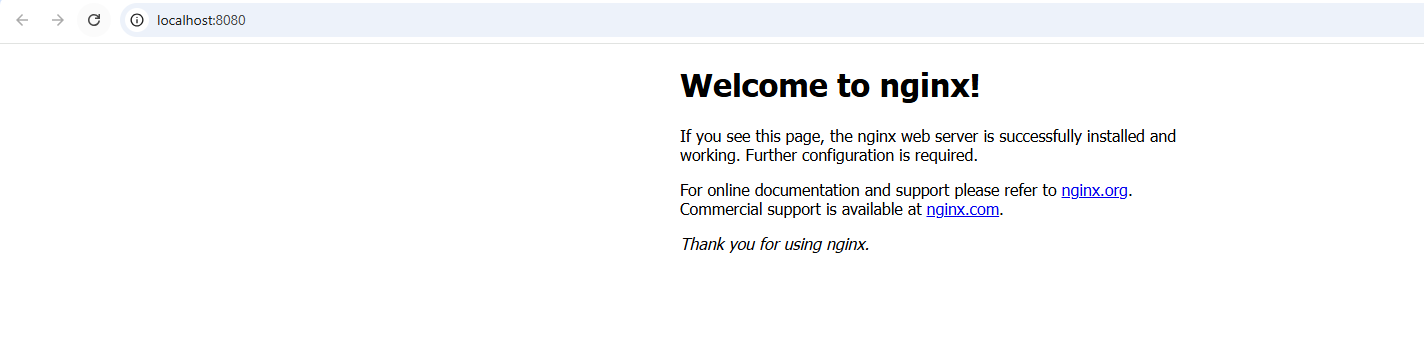 localhost:8080
Welcome to nginx!
If you see this page, the nginx web server is successfully installed and
working. Further configuration is required.
For online documentation and support please refer to nginx.org.
Commercial support is available at nginx.com.
Thank you for using nginx.